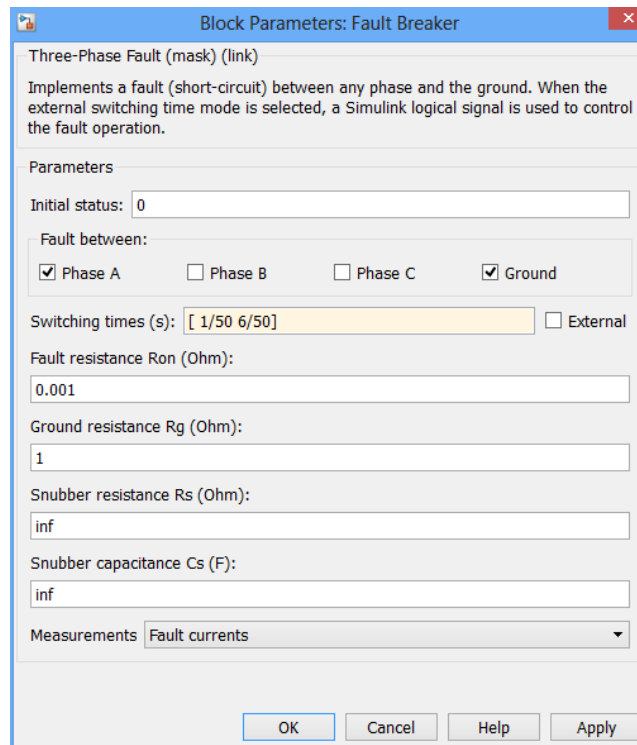 Block Parameters: Fault Breaker
Three-Phase Fault (mask) (link)
Implements a fault (short-circuit) between any phase and the ground. When the
external switching time mode is selected, a Simulink logical signal is used to control
the fault operation.
Parameters
Initial status: 0
Fault between:
Phase A Phase B Phase C Ground
Switching times (s): [ 1/50 6/50] External
Fault resistance Ron (Ohm):
0.001
Ground resistance Rg (Ohm):
1
Snubber resistance Rs (Ohm):
inf
Snubber capacitance Cs (F):
inf
Measurements Fault currents
OK Cancel Help Apply